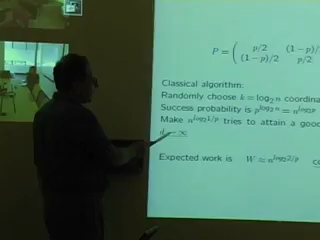 P = ( p/2 (1 − p)/
(1 − p)/2 p/2
Classical algorithm:
Randomly choose k = log₂ n coordina
Success probability is p^{log₂ n} = n^{log₂ p}
Make n^{log₂ 1/p} tries to attain a good
d → ∞
Expected work is W ≈ n^{log₂ 2/p}